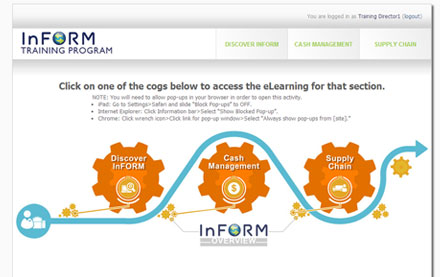 You are logged in as Training Director1 (logout)
InFORM
TRAINING PROGRAM
DISCOVER INFORM
CASH MANAGEMENT
SUPPLY CHAIN
Click on one of the cogs below to access the eLearning for that section.
NOTE: You will need to allow pop-ups in your browser in order to open this activity.
• iPad: Go to Settings>Safari and slide "Block Pop-ups" to OFF.
• Internet Explorer: Click Information bar>Select "Show Blocked Pop-up".
• Chrome: Click wrench icon>Click link for pop-up window>Select "Always show pop-ups from [site]."
Discover
InFORM
Cash
Management
$
Supply
Chain
InFORM
OVERVIEW